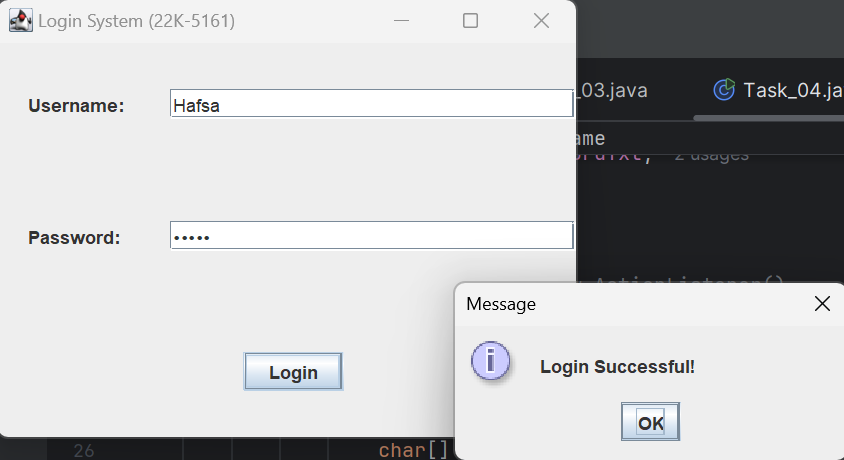 Login System (22K-5161)
_03.java
Task_04.ja
ame
Username:
Hafsa
2 usages
Password:
•••••
ActionListener()
Message
Login Successful!
Login
OK
26
char[]